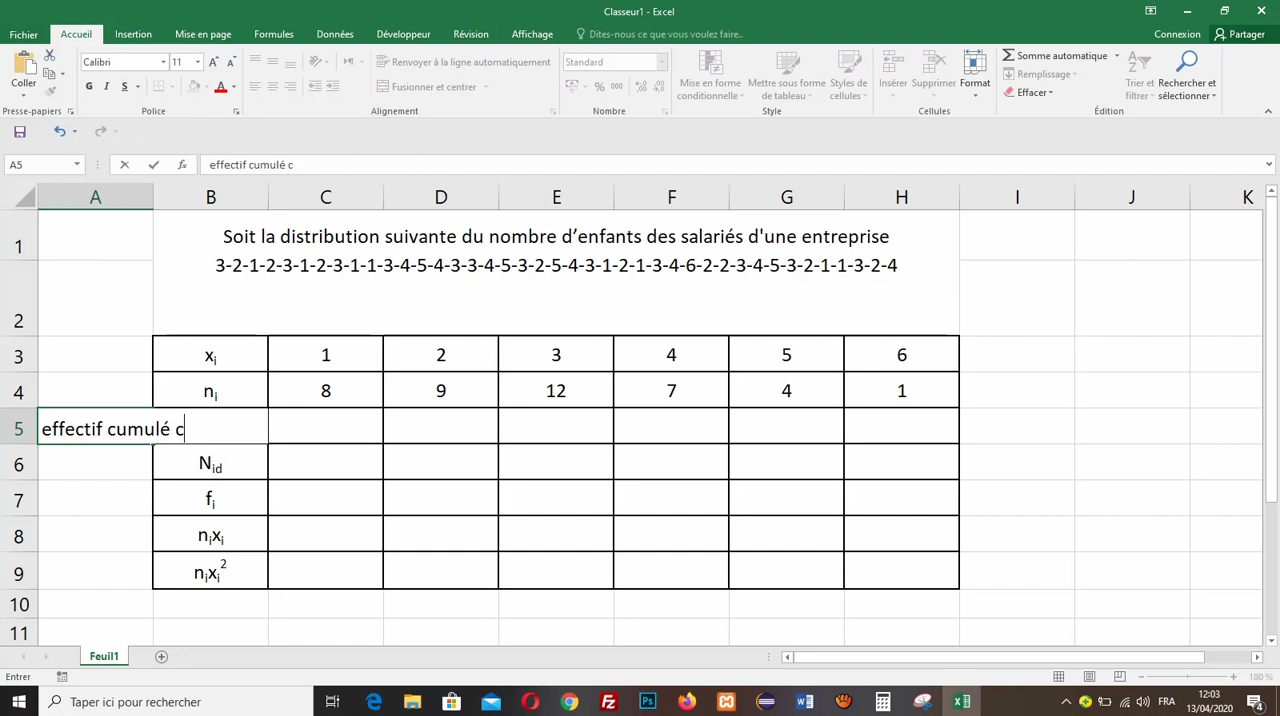 Classeur1 - Excel
Fichier Accueil Insertion Mise en page Formules Données Développeur Révision Affichage Dites-nous ce que vous voulez faire.. Connexion Partager
Coller
Calibri 11
Renvoyer à la ligne automatiquement
Standard
Fusionner et centrer
G I S A
% 000
Mise en forme conditionnelle
Mettre sous forme de tableau
Styles de cellules
Insérer Supprimer Format
Somme automatique
Remplissage
Effacer
Trier et filtrer
Rechercher et sélectionner
Presse-papiers Police Alignement Nombre Style Cellules Édition
A5 fx effectif cumulé c
A B C D E F G H I J K
1 Soit la distribution suivante du nombre d’enfants des salariés d'une entreprise
3-2-1-2-3-1-2-3-1-1-3-4-5-4-3-3-4-5-3-2-5-4-3-1-2-1-3-4-6-2-2-3-4-5-3-2-1-1-3-2-4
2
3 xi 1 2 3 4 5 6
4 ni 8 9 12 7 4 1
5 effectif cumulé c
6 Nid
7 fi
8 nixi
9 nixi2
10
11
Feuil1
Entrer 180 %
Taper ici pour rechercher
FRA
12:03
13/04/2020